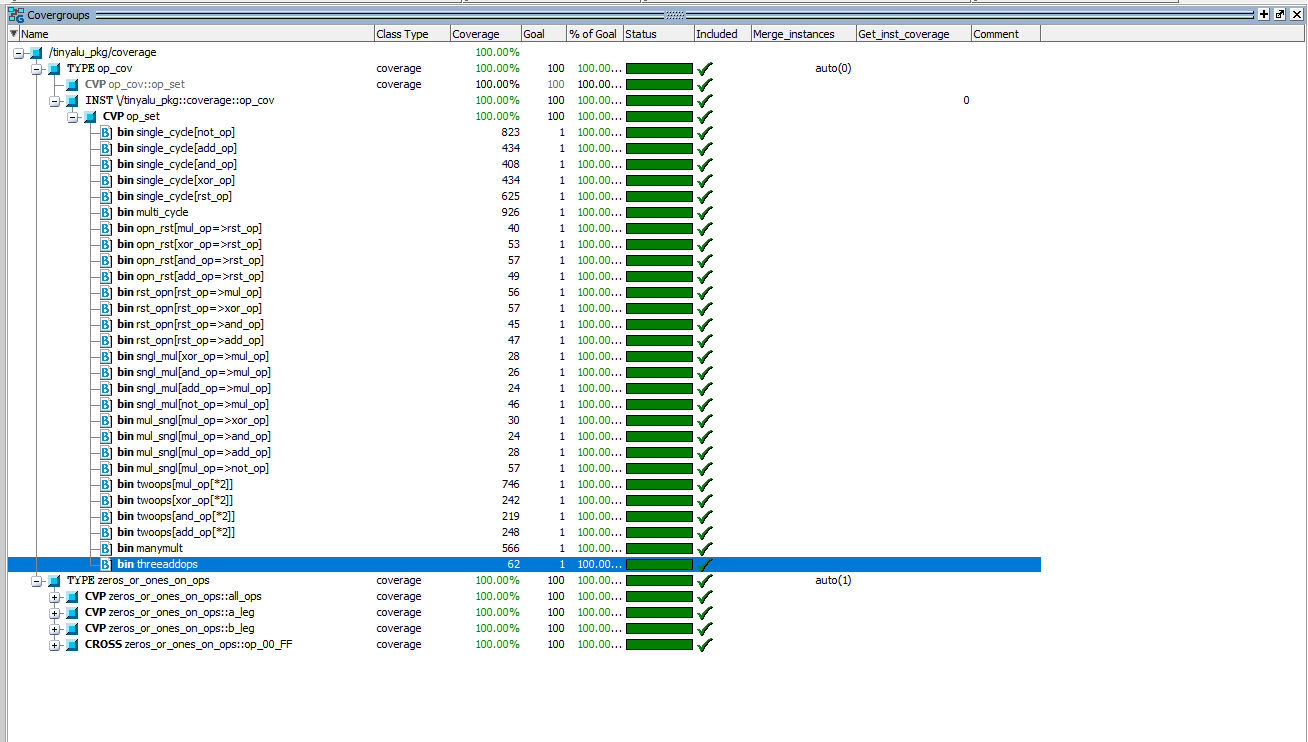 Covergroups
Name Class Type Coverage Goal % of Goal Status Included Merge_instances Get_inst_coverage Comment
/tinyalu_pkg/coverage 100.00%
TYPE op_cov coverage 100.00% 100 100.00... auto(0)
CVP op_cov::op_set coverage 100.00% 100 100.00...
INST \/tinyalu_pkg::coverage::op_cov 100.00% 100 100.00... 0
CVP op_set 100.00% 100 100.00...
B] bin single_cycle[not_op] 823 1 100.00...
B] bin single_cycle[add_op] 434 1 100.00...
B] bin single_cycle[and_op] 408 1 100.00...
B] bin single_cycle[xor_op] 434 1 100.00...
B] bin single_cycle[rst_op] 625 1 100.00...
B] bin multi_cycle 926 1 100.00...
B] bin opn_rst[mul_op=>rst_op] 40 1 100.00...
B] bin opn_rst[xor_op=>rst_op] 53 1 100.00...
B] bin opn_rst[and_op=>rst_op] 57 1 100.00...
B] bin opn_rst[add_op=>rst_op] 49 1 100.00...
B] bin rst_opn[rst_op=>mul_op] 56 1 100.00...
B] bin rst_opn[rst_op=>xor_op] 57 1 100.00...
B] bin rst_opn[rst_op=>and_op] 45 1 100.00...
B] bin rst_opn[rst_op=>add_op] 47 1 100.00...
B] bin sngl_mul[xor_op=>mul_op] 28 1 100.00...
B] bin sngl_mul[and_op=>mul_op] 26 1 100.00...
B] bin sngl_mul[add_op=>mul_op] 24 1 100.00...
B] bin sngl_mul[not_op=>mul_op] 46 1 100.00...
B] bin mul_sngl[mul_op=>xor_op] 30 1 100.00...
B] bin mul_sngl[mul_op=>and_op] 24 1 100.00...
B] bin mul_sngl[mul_op=>add_op] 28 1 100.00...
B] bin mul_sngl[mul_op=>not_op] 57 1 100.00...
B] bin twoops[mul_op[*2]] 746 1 100.00...
B] bin twoops[xor_op[*2]] 242 1 100.00...
B] bin twoops[and_op[*2]] 219 1 100.00...
B] bin twoops[add_op[*2]] 248 1 100.00...
B] bin manymult 566 1 100.00...
B] bin threeaddops 62 1 100.00...
TYPE zeros_or_ones_on_ops coverage 100.00% 100 100.00... auto(1)
CVP zeros_or_ones_on_ops::all_ops coverage 100.00% 100 100.00...
CVP zeros_or_ones_on_ops::a_leg coverage 100.00% 100 100.00...
CVP zeros_or_ones_on_ops::b_leg coverage 100.00% 100 100.00...
CROSS zeros_or_ones_on_ops::op_00_FF coverage 100.00% 100 100.00...